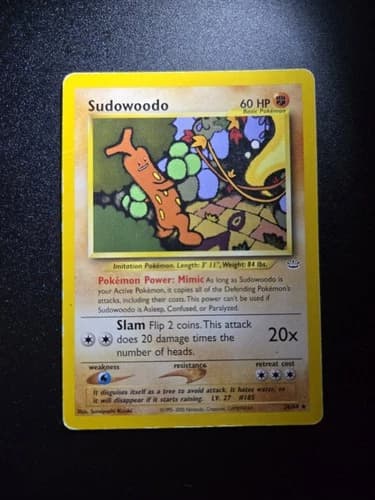 Sudowoodo
60 HP
Basic Pokémon
Imitation Pokémon. Length: 3' 11", Weight: 84 lbs.
Pokémon Power: Mimic As long as Sudowoodo is
your Active Pokémon, it copies all of the Defending Pokémon's
attacks, including their costs. This power can't be used if
Sudowoodo is Asleep, Confused, or Paralyzed.
Slam Flip 2 coins. This attack
does 20 damage times the
number of heads.
20x
weakness resistance retreat cost
It disguises itself as a tree to avoid attack. It hates water, so
it will disappear if it starts raining. LV. 27 #185